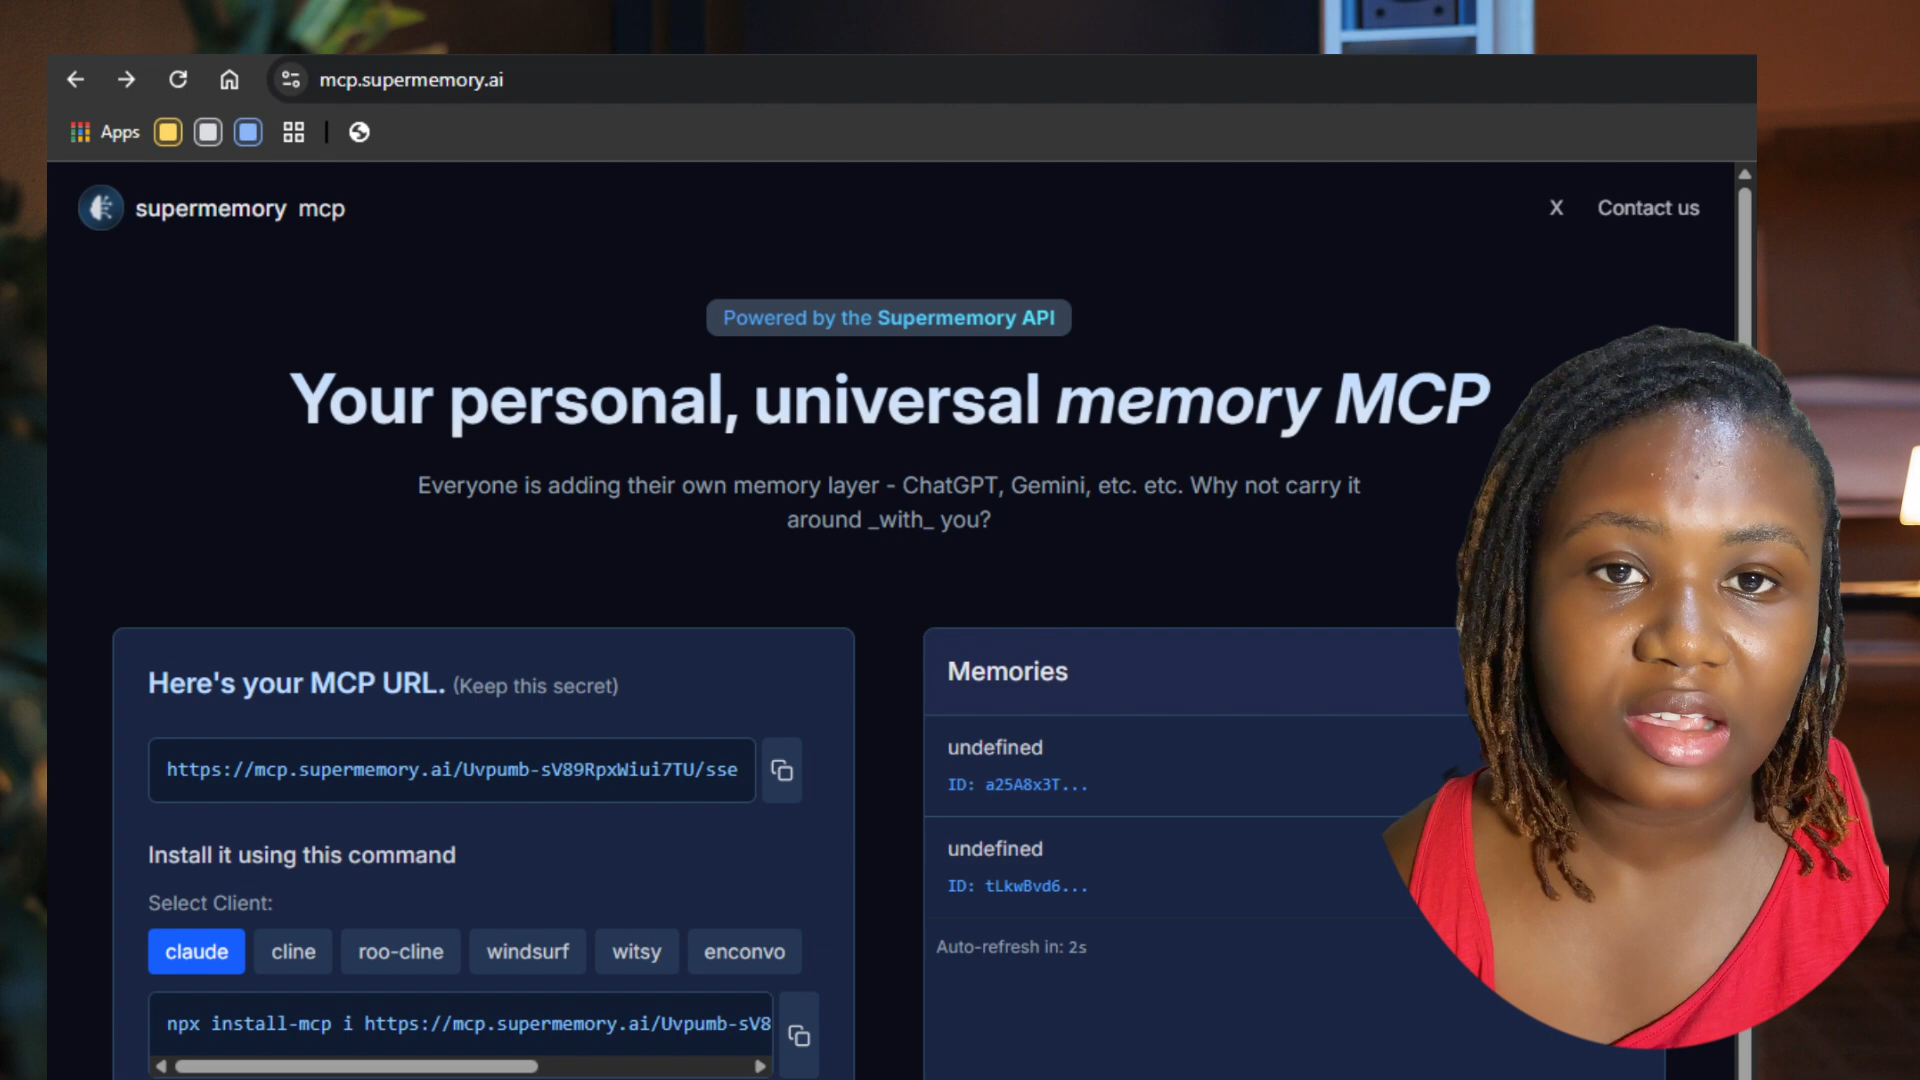 mcp.supermemory.ai
Apps
supermemory mcp
X Contact us
Powered by the Supermemory API
Your personal, universal memory MCP
Everyone is adding their own memory layer - ChatGPT, Gemini, etc. etc. Why not carry it
around _with_ you?
Here's your MCP URL. (Keep this secret)
https://mcp.supermemory.ai/Uvpumb-sV89RpxWiui7TU/sse
Install it using this command
Select Client:
claude cline roo-cline windsurf witsy enconvo
npx install-mcp i https://mcp.supermemory.ai/Uvpumb-sV8
Memories
undefined
ID: a25A8x3T...
undefined
ID: tLkwBvd6...
Auto-refresh in: 2s